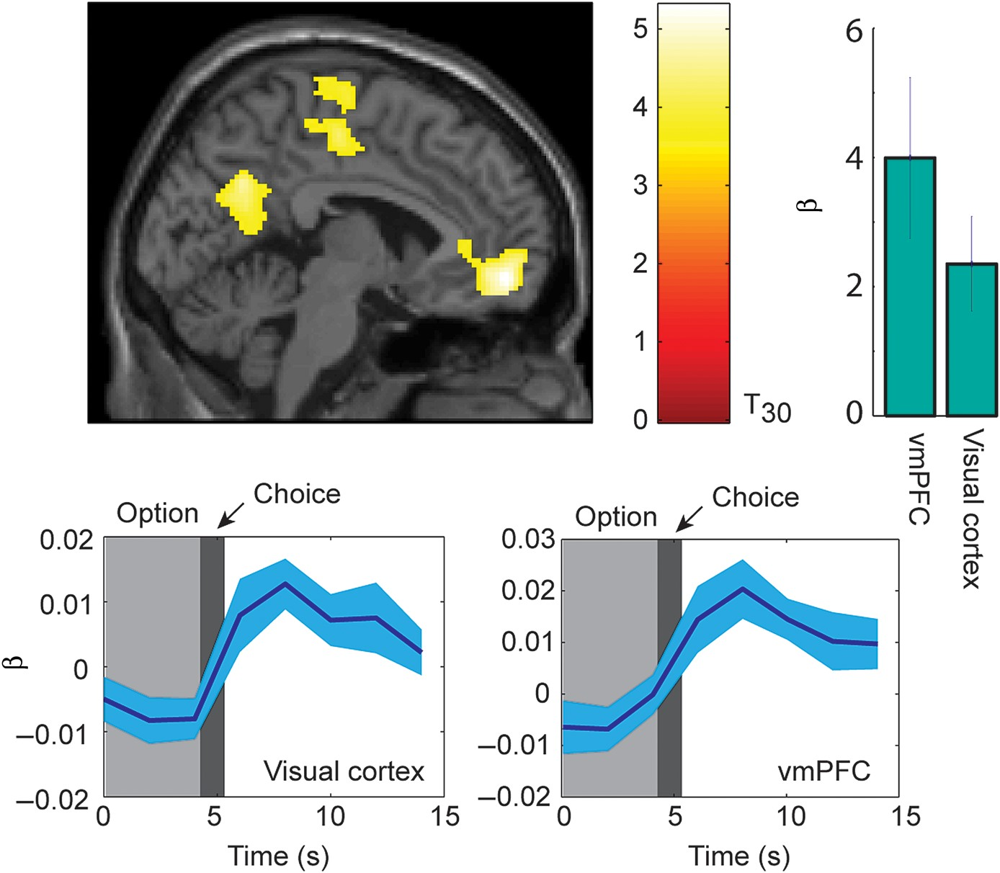 5
4
3
2
1
0
T30
6
4
2
0
β
vmPFC
Visual cortex
Option
Choice
0.02
0.01
0
–0.01
–0.02
β
Visual cortex
0
5
10
15
Time (s)
Option
Choice
0.03
0.02
0.01
0
–0.01
–0.02
vmPFC
0
5
10
15
Time (s)